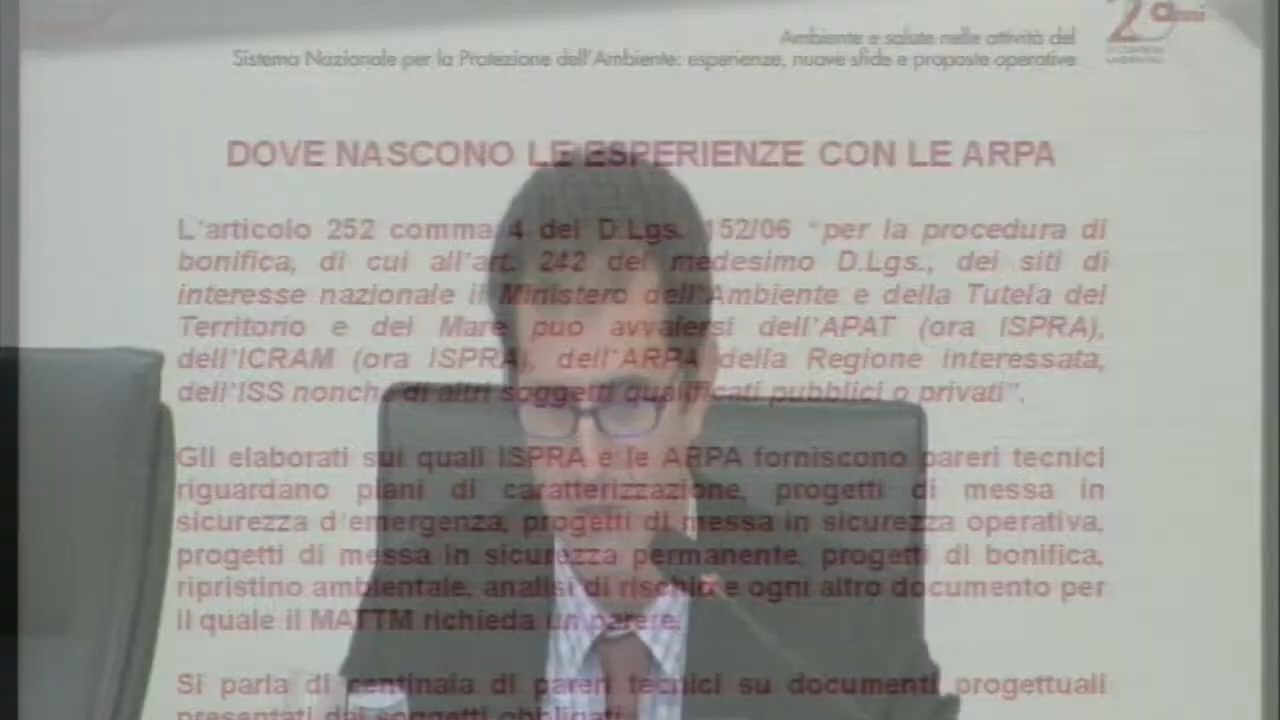 20 anni
Ambiente e salute nelle attività del
Sistema Nazionale per la Protezione dell'Ambiente: esperienze, nuove sfide e proposte operative
DOVE NASCONO LE ESPERIENZE CON LE ARPA
L'articolo 252 comma 4 del D.Lgs. 152/06 "per la procedura di
bonifica, di cui all'art. 242 del medesimo D.Lgs., dei siti di
interesse nazionale il Ministero dell'Ambiente e della Tutela del
Territorio e del Mare può avvalersi dell'APAT (ora ISPRA),
dell'ICRAM (ora ISPRA), dell'ARPA della Regione interessata,
dell'ISS nonché di altri soggetti qualificati pubblici o privati".
Gli elaborati sui quali ISPRA e le ARPA forniscono pareri tecnici
riguardano piani di caratterizzazione, progetti di messa in
sicurezza d'emergenza, progetti di messa in sicurezza operativa,
progetti di messa in sicurezza permanente, progetti di bonifica,
ripristino ambientale, analisi di rischio e ogni altro documento per
il quale il MATTM richieda un parere.
Si parla di centinaia di pareri tecnici su documenti progettuali
presentati dai soggetti obbligati.